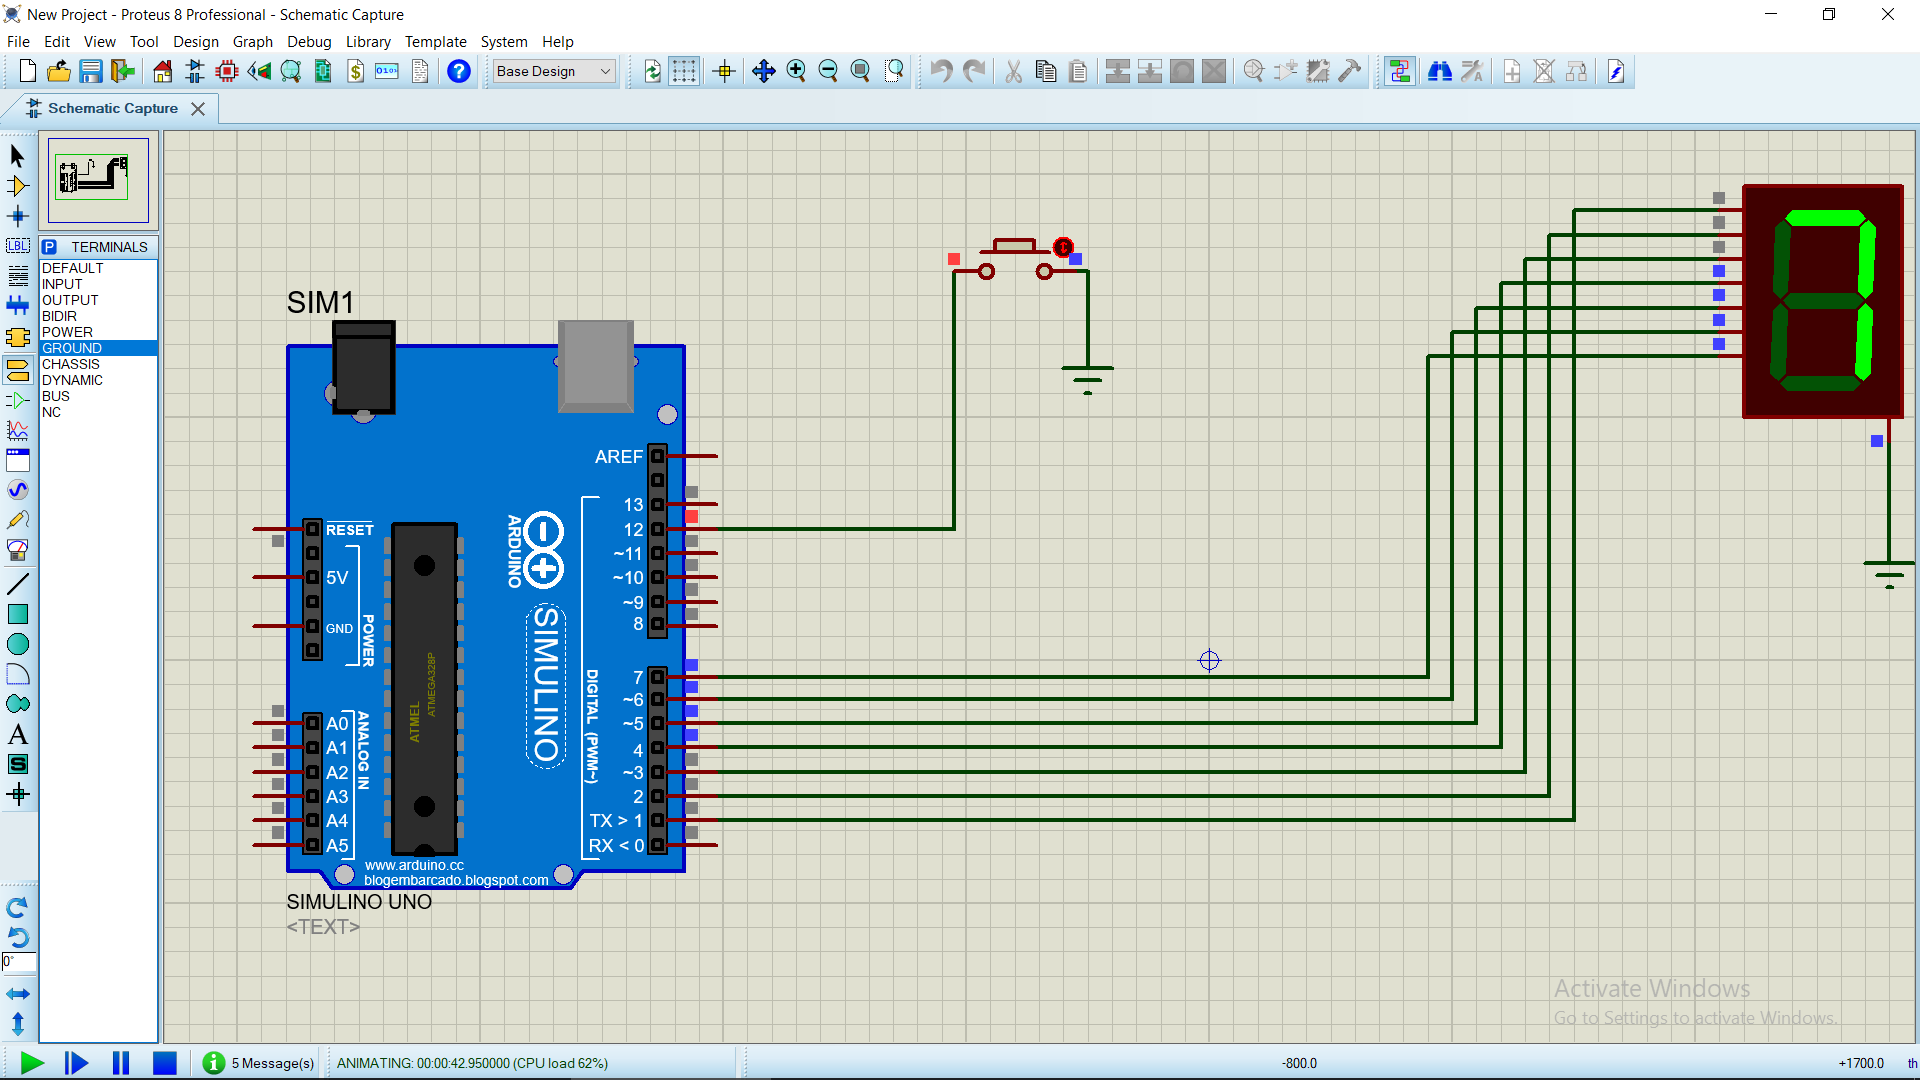 New Project - Proteus 8 Professional - Schematic Capture
File Edit View Tool Design Graph Debug Library Template System Help
Base Design
Schematic Capture
LBL
P TERMINALS
DEFAULT
INPUT
OUTPUT
BIDIR
POWER
GROUND
CHASSIS
DYNAMIC
BUS
NC
A
S
0°
SIM1
AREF
13
12
~11
~10
~9
8
7
~6
~5
4
~3
2
TX > 1
RX < 0
RESET
5V
GND
POWER
A0
A1
A2
A3
A4
A5
ANALOG IN
ATMEL
ATMEGA328P
ARDUINO
SIMULINO
DIGITAL (PWM~)
www.arduino.cc
blogembarcado.blogspot.com
SIMULINO UNO
<TEXT>
Activate Windows
Go to Settings to activate Windows.
5 Message(s) ANIMATING: 00:00:42.950000 (CPU load 62%) -800.0 +1700.0 th